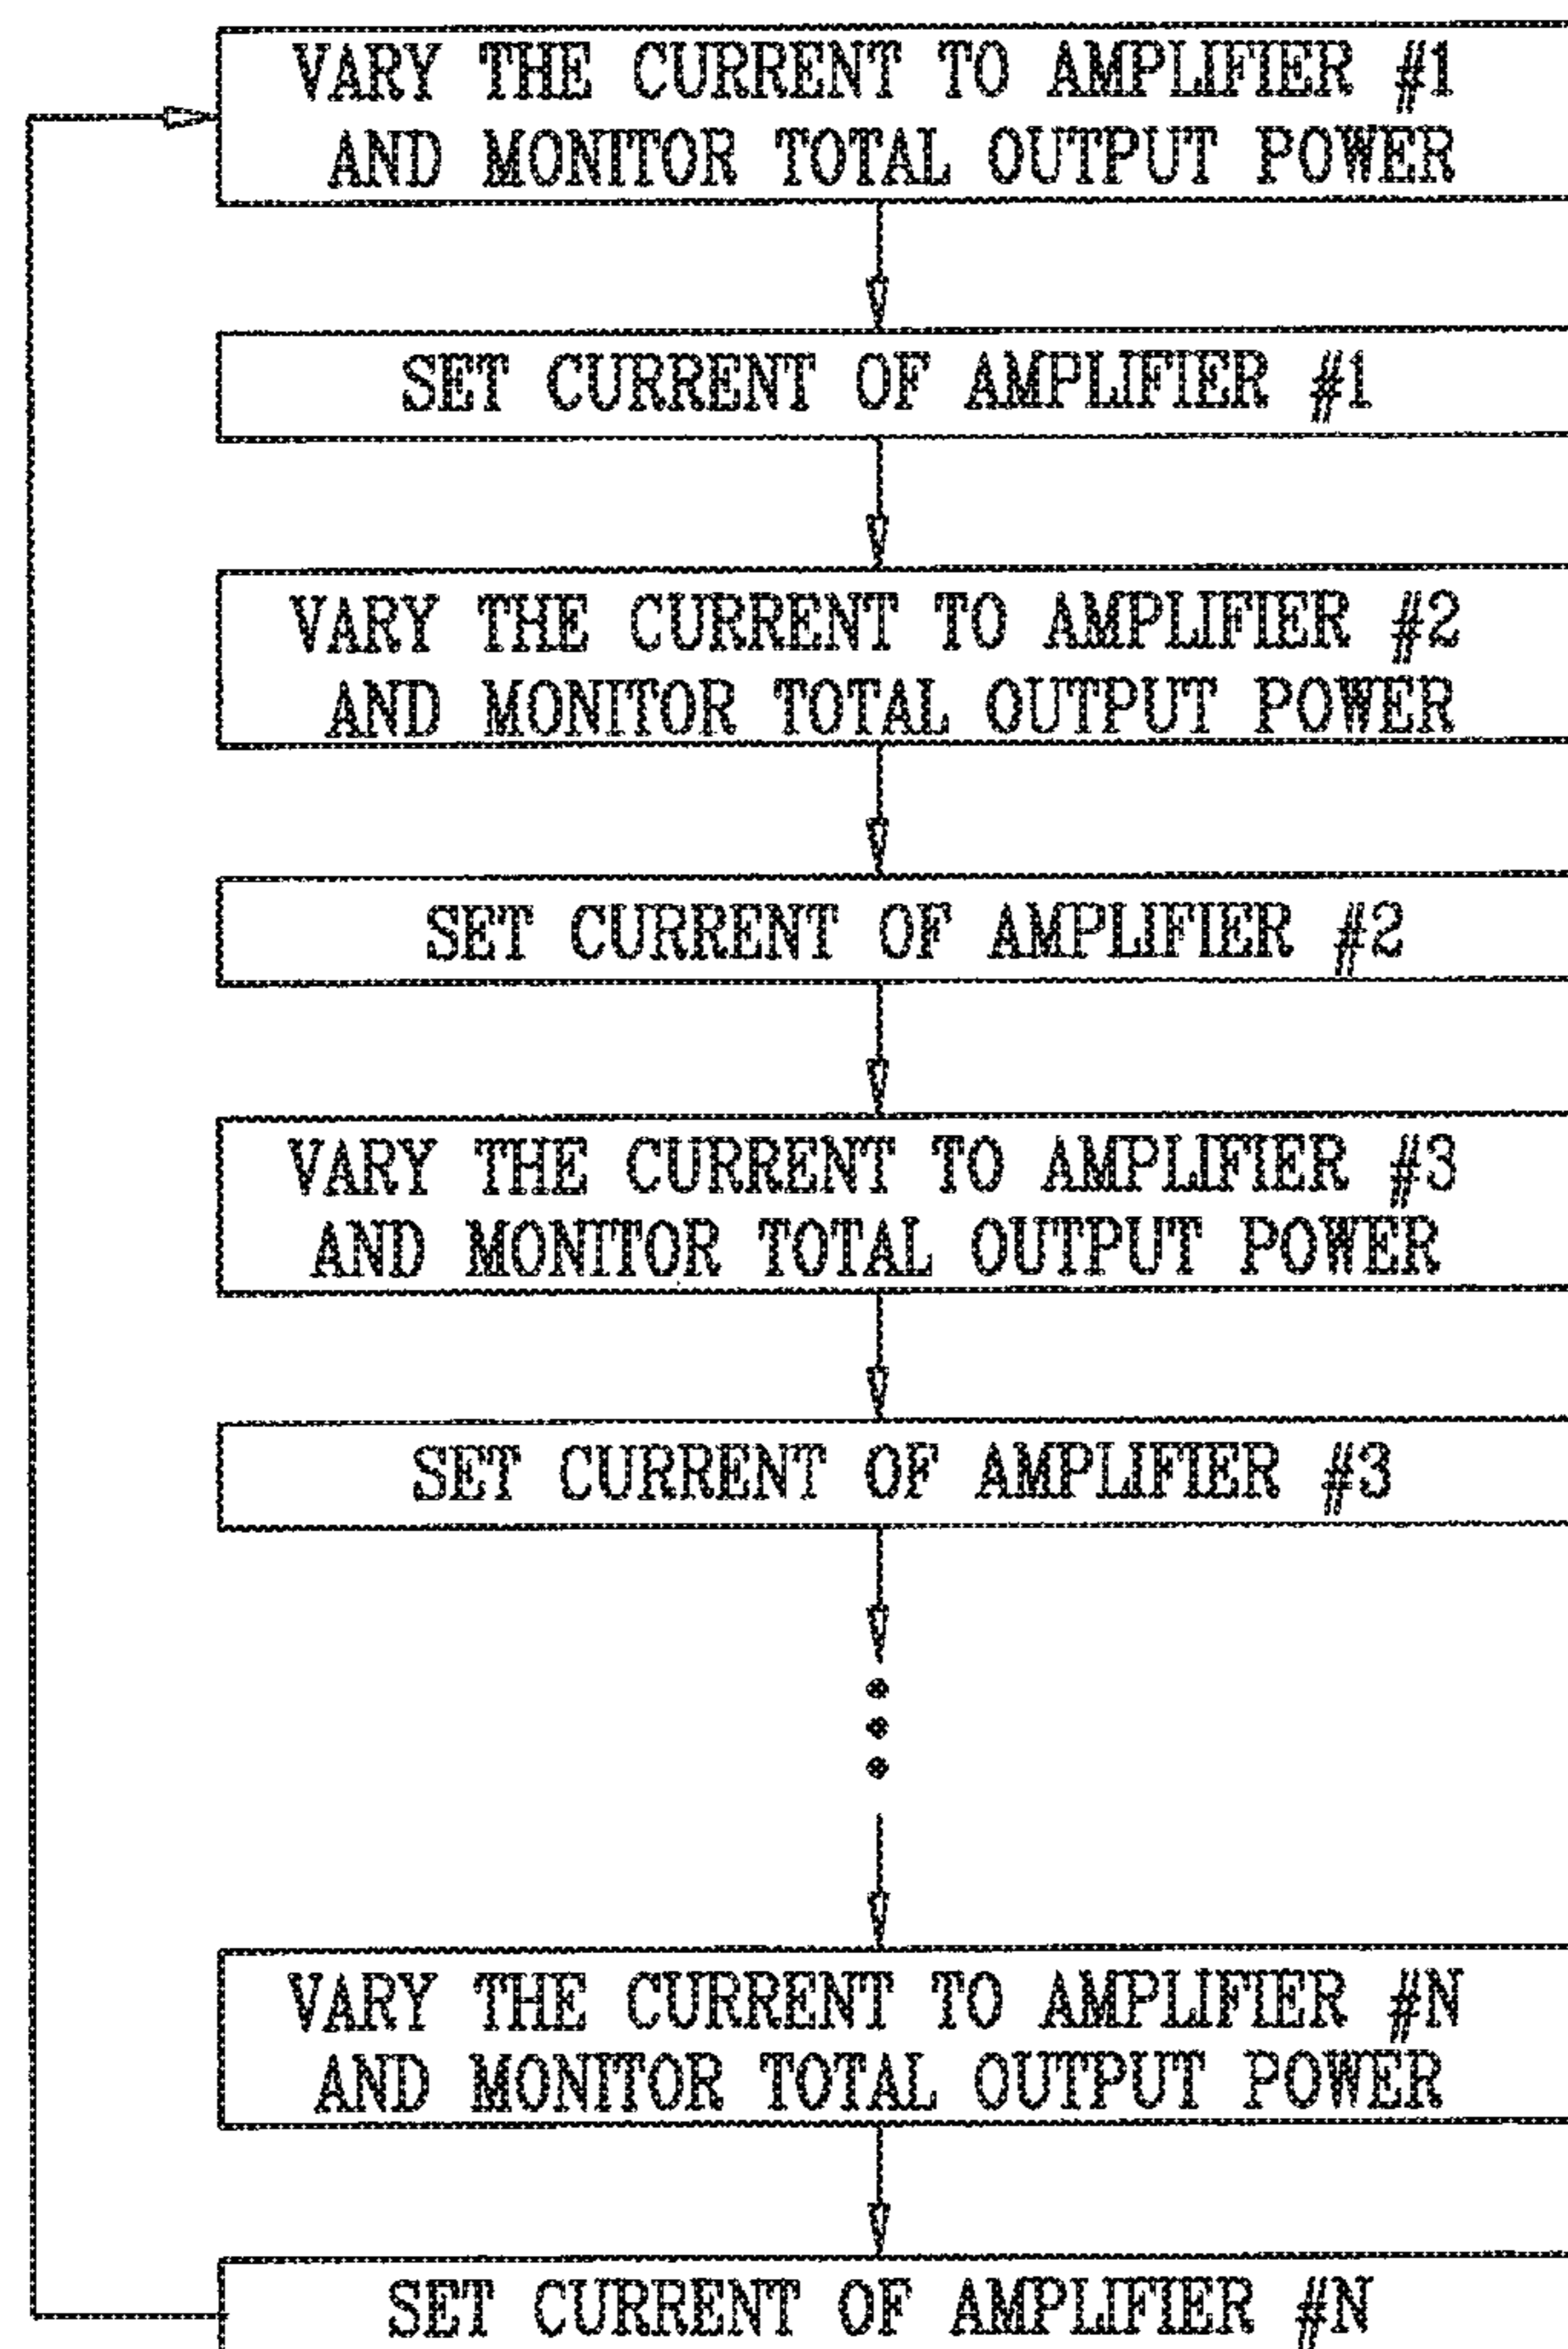 VARY THE CURRENT TO AMPLIFIER #1
AND MONITOR TOTAL OUTPUT POWER
SET CURRENT OF AMPLIFIER #1
VARY THE CURRENT TO AMPLIFIER #2
AND MONITOR TOTAL OUTPUT POWER
SET CURRENT OF AMPLIFIER #2
VARY THE CURRENT TO AMPLIFIER #3
AND MONITOR TOTAL OUTPUT POWER
SET CURRENT OF AMPLIFIER #3
VARY THE CURRENT TO AMPLIFIER #N
AND MONITOR TOTAL OUTPUT POWER
SET CURRENT OF AMPLIFIER #N